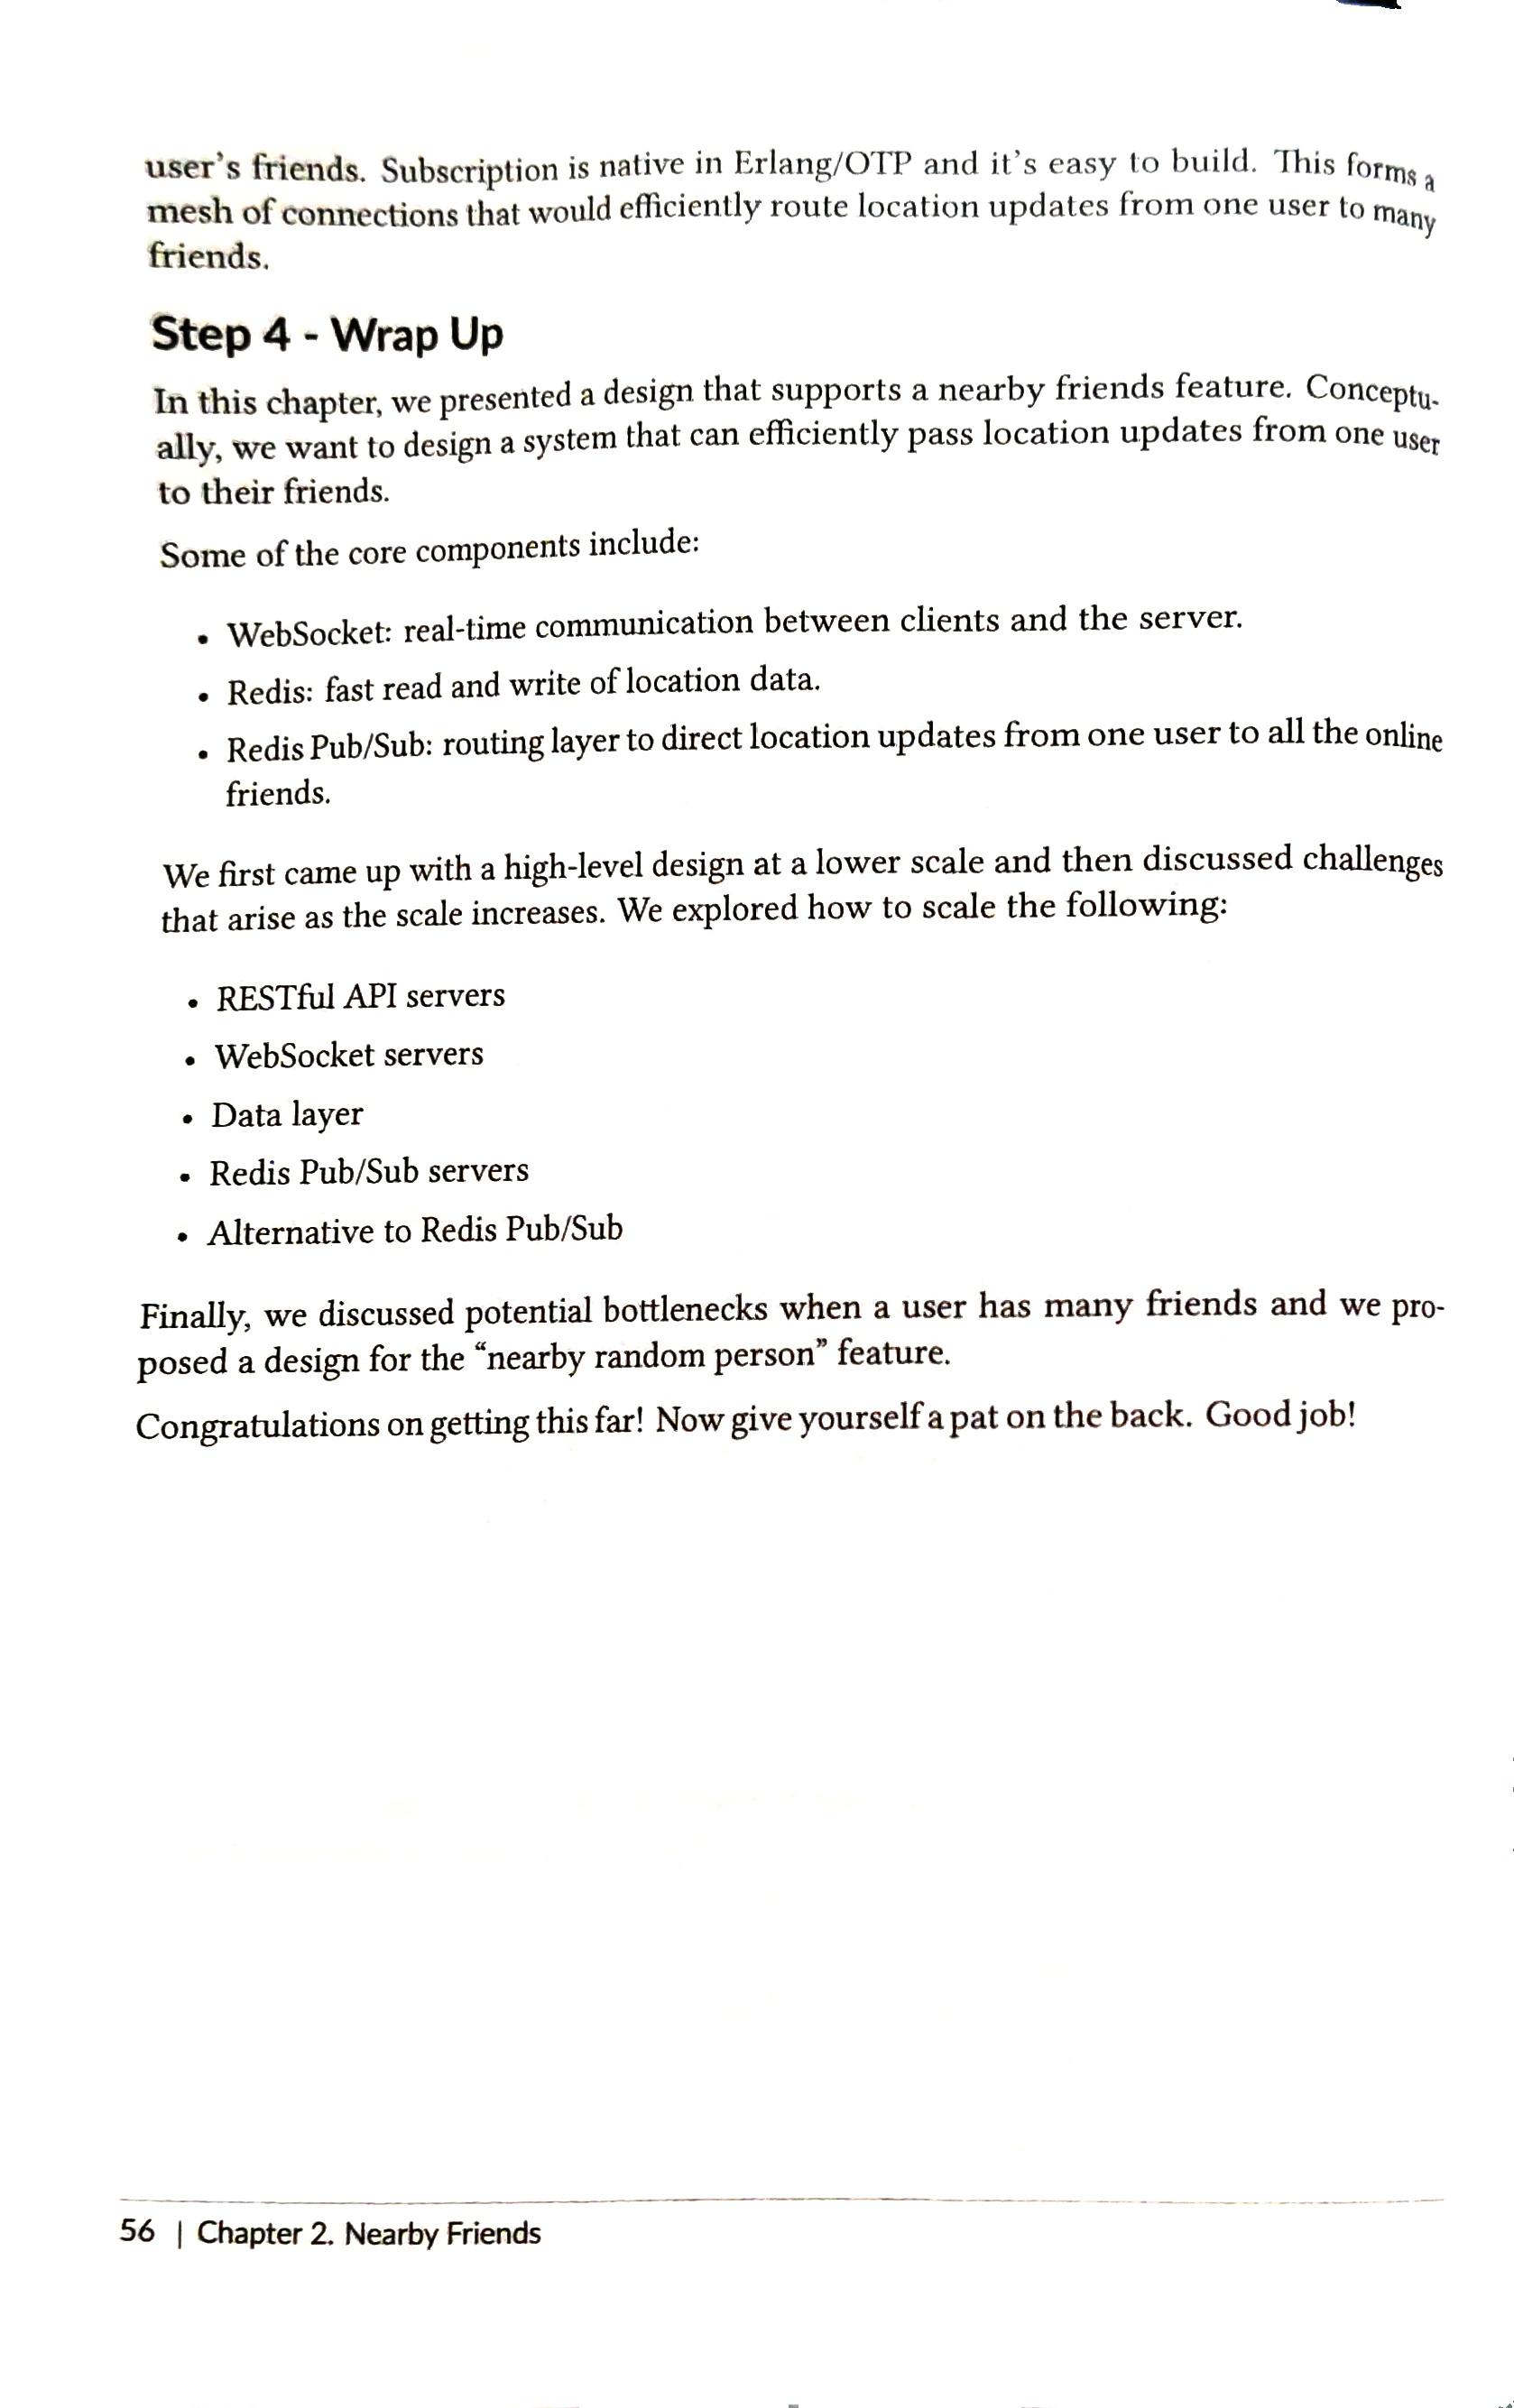 user's friends. Subscription is native in Erlang/OTP and it's easy to build. This forms a
mesh of connections that would efficiently route location updates from one user to many
friends.
Step 4 - Wrap Up
In this chapter, we presented a design that supports a nearby friends feature. Conceptu-
ally, we want to design a system that can efficiently pass location updates from one user
to their friends.
Some of the core components include:
• WebSocket: real-time communication between clients and the server.
• Redis: fast read and write of location data.
• Redis Pub/Sub: routing layer to direct location updates from one user to all the online
friends.
We first came up with a high-level design at a lower scale and then discussed challenges
that arise as the scale increases. We explored how to scale the following:
• RESTful API servers
• WebSocket servers
• Data layer
• Redis Pub/Sub servers
• Alternative to Redis Pub/Sub
Finally, we discussed potential bottlenecks when a user has many friends and we pro-
posed a design for the “nearby random person” feature.
Congratulations on getting this far! Now give yourself a pat on the back. Good job!
56 | Chapter 2. Nearby Friends